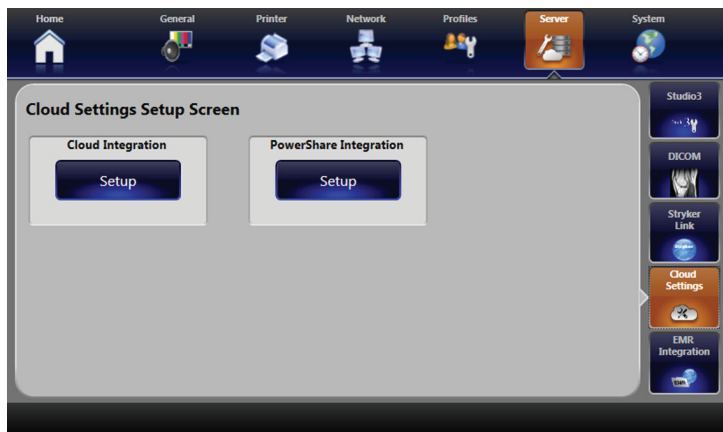 Home General Printer Network Profiles Server System
Cloud Settings Setup Screen
Cloud Integration PowerShare Integration
Setup Setup
Studio3
DICOM
Stryker
Link
Cloud
Settings
EMR
Integration
EMR